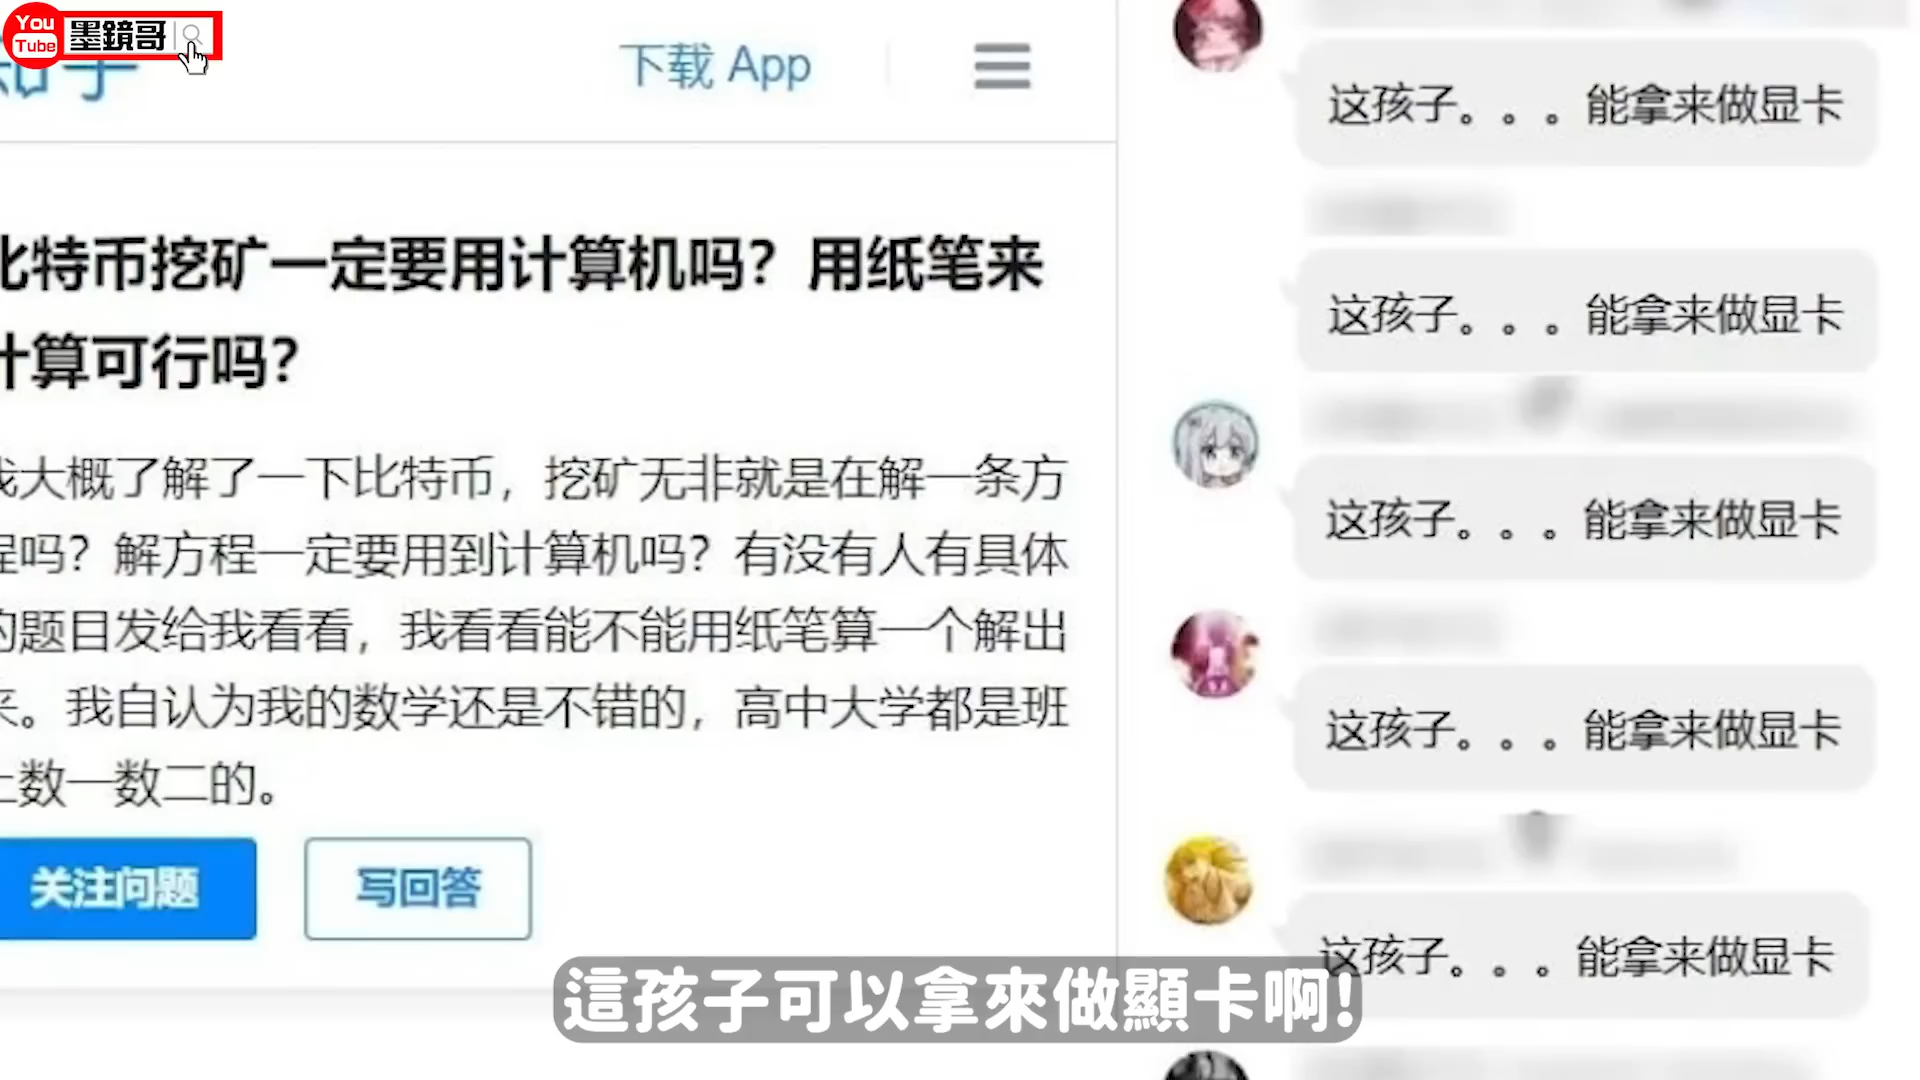 You
Tube
墨鏡哥
知乎
下载 App
比特币挖矿一定要用计算机吗？用纸笔来
计算可行吗？
我大概了解了一下比特币，挖矿无非就是在解一条方
程吗？解方程一定要用到计算机吗？有没有人有具体
的题目发给我看看，我看看能不能用纸笔算一个解出
来。我自认为我的数学还是不错的，高中大学都是班
上数一数二的。
关注问题
写回答
这孩子。。。能拿来做显卡
这孩子。。。能拿来做显卡
这孩子。。。能拿来做显卡
这孩子。。。能拿来做显卡
这孩子。。。能拿来做显卡
這孩子可以拿來做顯卡啊!